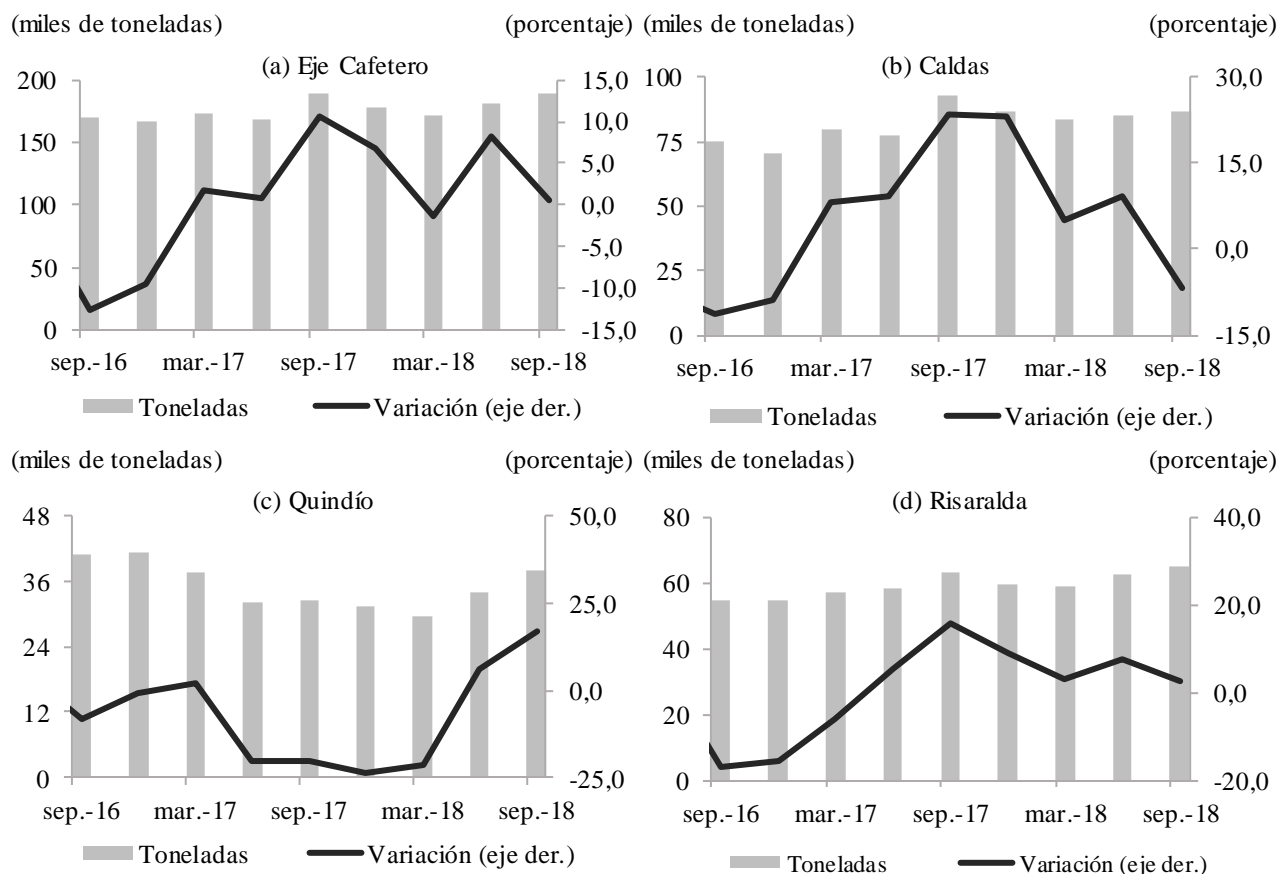 (miles de toneladas) (porcentaje)
(a) Eje Cafetero
200 15,0
150 10,0
100 5,0
50 0,0
0 -5,0
-10,0
-15,0
sep.-16 mar.-17 sep.-17 mar.-18 sep.-18
Toneladas Variación (eje der.)
(miles de toneladas) (porcentaje)
(b) Caldas
100 30,0
75 15,0
50 0,0
25 -15,0
0
sep.-16 mar.-17 sep.-17 mar.-18 sep.-18
Toneladas Variación (eje der.)
(miles de toneladas) (porcentaje)
(c) Quindío
48 50,0
36 25,0
24 0,0
12 -25,0
0
sep.-16 mar.-17 sep.-17 mar.-18 sep.-18
Toneladas Variación (eje der.)
(miles de toneladas) (porcentaje)
(d) Risaralda
80 40,0
60 20,0
40 0,0
20 -20,0
0
sep.-16 mar.-17 sep.-17 mar.-18 sep.-18
Toneladas Variación (eje der.)